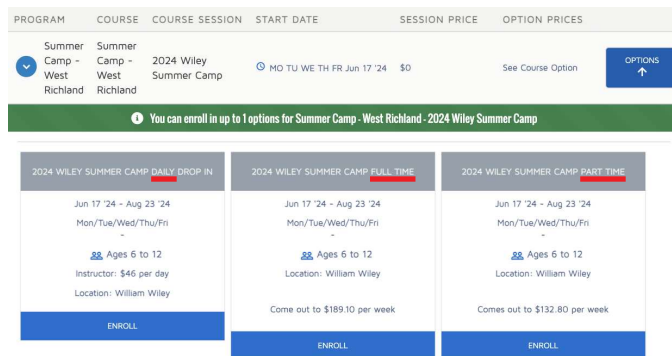 PROGRAM COURSE COURSE SESSION START DATE SESSION PRICE OPTION PRICES
Summer Camp - West Richland
Summer Camp - West Richland
2024 Wiley Summer Camp
MO TU WE TH FR Jun 17 '24
$0
See Course Option
OPTIONS
You can enroll in up to 1 options for Summer Camp - West Richland - 2024 Wiley Summer Camp
2024 WILEY SUMMER CAMP DAILY DROP IN
Jun 17 '24 - Aug 23 '24
Mon/Tue/Wed/Thu/Fri
-
Ages 6 to 12
Instructor: $46 per day
Location: William Wiley
ENROLL
2024 WILEY SUMMER CAMP FULL TIME
Jun 17 '24 - Aug 23 '24
Mon/Tue/Wed/Thu/Fri
-
Ages 6 to 12
Location: William Wiley
Come out to $189.10 per week
ENROLL
2024 WILEY SUMMER CAMP PART TIME
Jun 17 '24 - Aug 23 '24
Mon/Tue/Wed/Thu/Fri
-
Ages 6 to 12
Location: William Wiley
Comes out to $132.80 per week
ENROLL